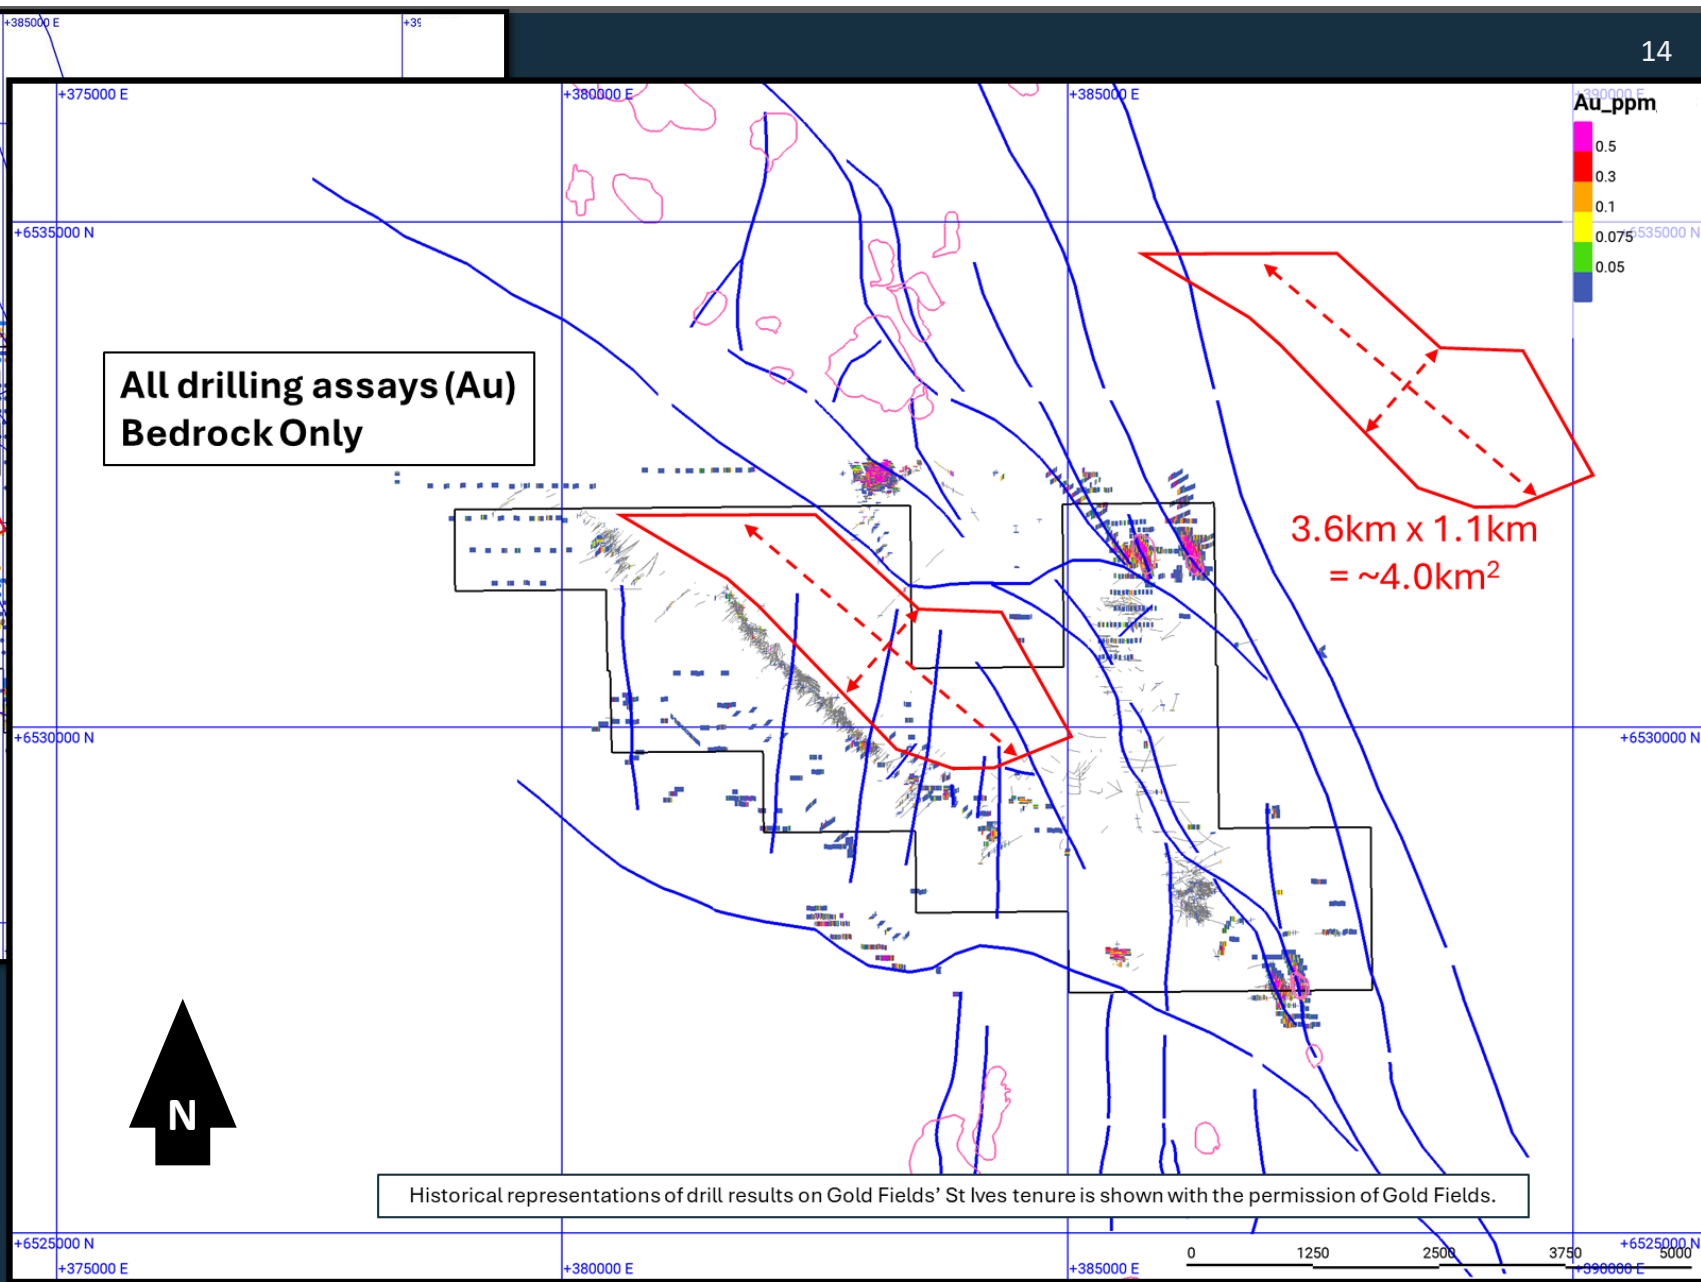 +385000 E
+39
14
+375000 E
+380000 E
+385000 E
+390000 E
Au_ppm
0.5
0.3
0.1
0.075
0.05
+6535000 N
+6535000 N
All drilling assays (Au)
Bedrock Only
3.6km x 1.1km
= ~4.0km²
+6530000 N
+6530000 N
N
Historical representations of drill results on Gold Fields’ St Ives tenure is shown with the permission of Gold Fields.
+6525000 N
+6525000 N
0 1250 2500 3750 5000
+375000 E
+380000 E
+385000 E
+390000 E